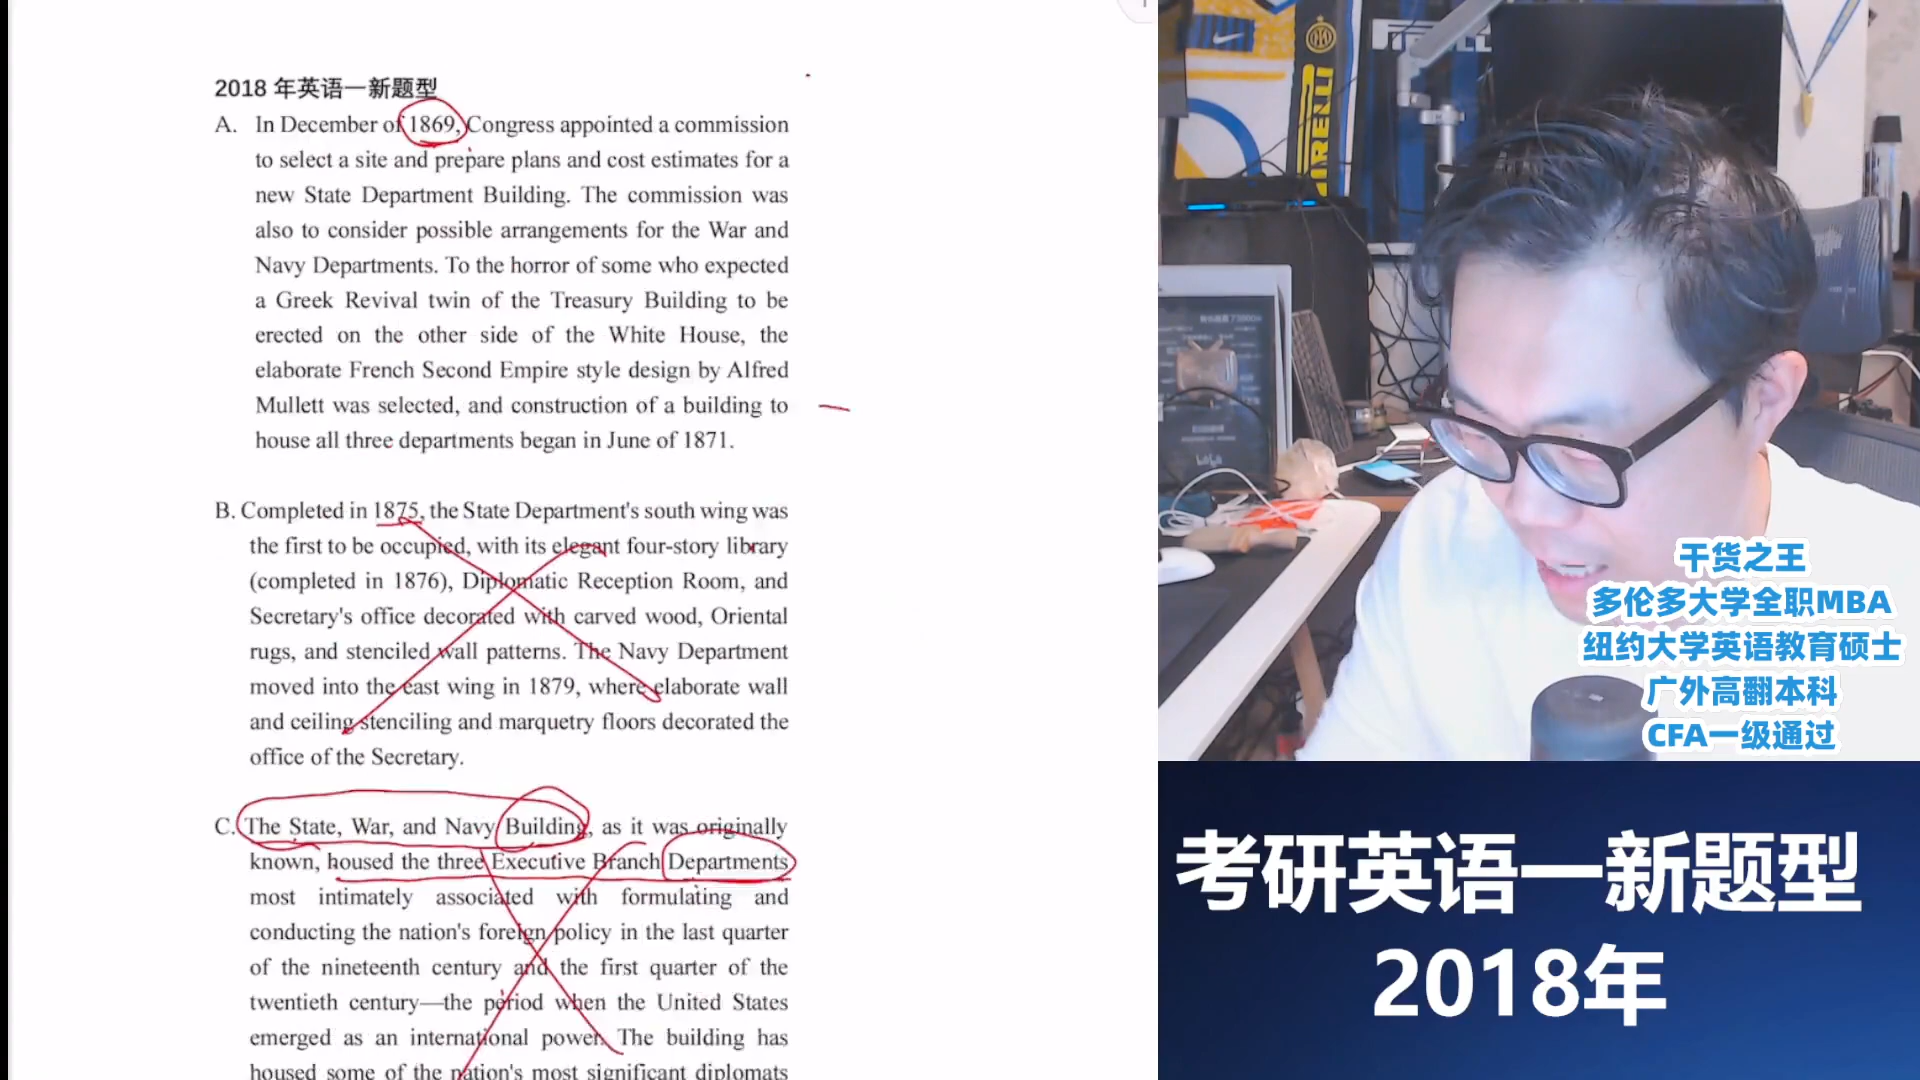 2018 年英语一新题型
A. In December of 1869, Congress appointed a commission
to select a site and prepare plans and cost estimates for a
new State Department Building. The commission was
also to consider possible arrangements for the War and
Navy Departments. To the horror of some who expected
a Greek Revival twin of the Treasury Building to be
erected on the other side of the White House, the
elaborate French Second Empire style design by Alfred
Mullett was selected, and construction of a building to
house all three departments began in June of 1871.
B. Completed in 1875, the State Department's south wing was
the first to be occupied, with its elegant four-story library
(completed in 1876), Diplomatic Reception Room, and
Secretary's office decorated with carved wood, Oriental
rugs, and stenciled wall patterns. The Navy Department
moved into the east wing in 1879, where elaborate wall
and ceiling stenciling and marquetry floors decorated the
office of the Secretary.
C. The State, War, and Navy Building, as it was originally
known, housed the three Executive Branch Departments
most intimately associated with formulating and
conducting the nation's foreign policy in the last quarter
of the nineteenth century and the first quarter of the
twentieth century—the period when the United States
emerged as an international power. The building has
housed some of the nation's most significant diplomats
PIRELLI
干货之王
多伦多大学全职MBA
纽约大学英语教育硕士
广外高翻本科
CFA一级通过
考研英语一新题型
2018年